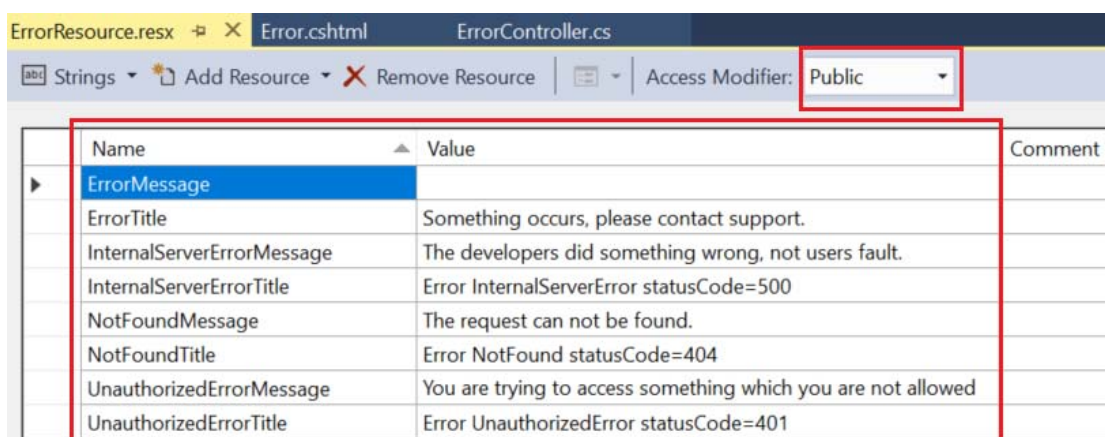 ErrorResource.resx Error.cshtml ErrorController.cs
abc Strings Add Resource Remove Resource Access Modifier: Public
Name Value Comment
ErrorMessage
ErrorTitle Something occurs, please contact support.
InternalServerErrorMessage The developers did something wrong, not users fault.
InternalServerErrorTitle Error InternalServerError statusCode=500
NotFoundMessage The request can not be found.
NotFoundTitle Error NotFound statusCode=404
UnauthorizedErrorMessage You are trying to access something which you are not allowed
UnauthorizedErrorTitle Error UnauthorizedError statusCode=401